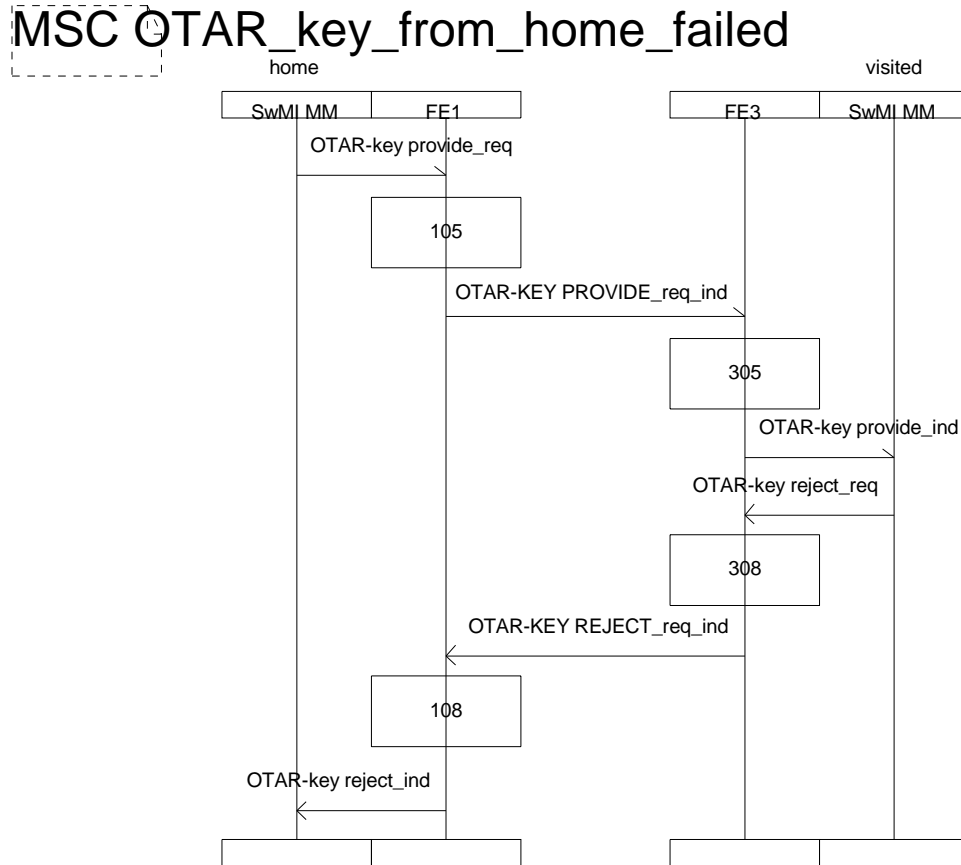 MSC OTAR_key_from_home_failed
home visited
SwMI MM FE1 FE3 SwMI MM
OTAR-key provide_req
105
OTAR-KEY PROVIDE_req_ind
305
OTAR-key provide_ind
OTAR-key reject_req
308
OTAR-KEY REJECT_req_ind
108
OTAR-key reject_ind